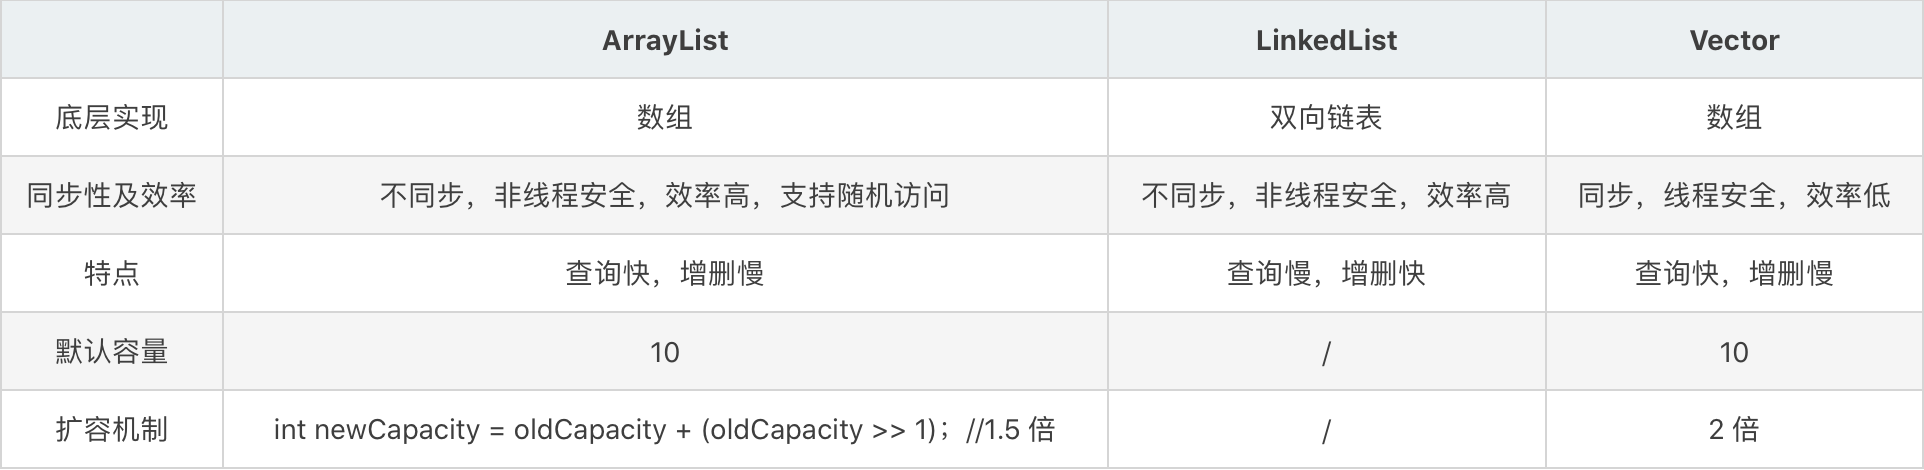 ArrayList LinkedList Vector
底层实现 数组 双向链表 数组
同步性及效率 不同步，非线程安全，效率高，支持随机访问 不同步，非线程安全，效率高 同步，线程安全，效率低
特点 查询快，增删慢 查询慢，增删快 查询快，增删慢
默认容量 10 / 10
扩容机制 int newCapacity = oldCapacity + (oldCapacity >> 1)；//1.5 倍 / 2 倍